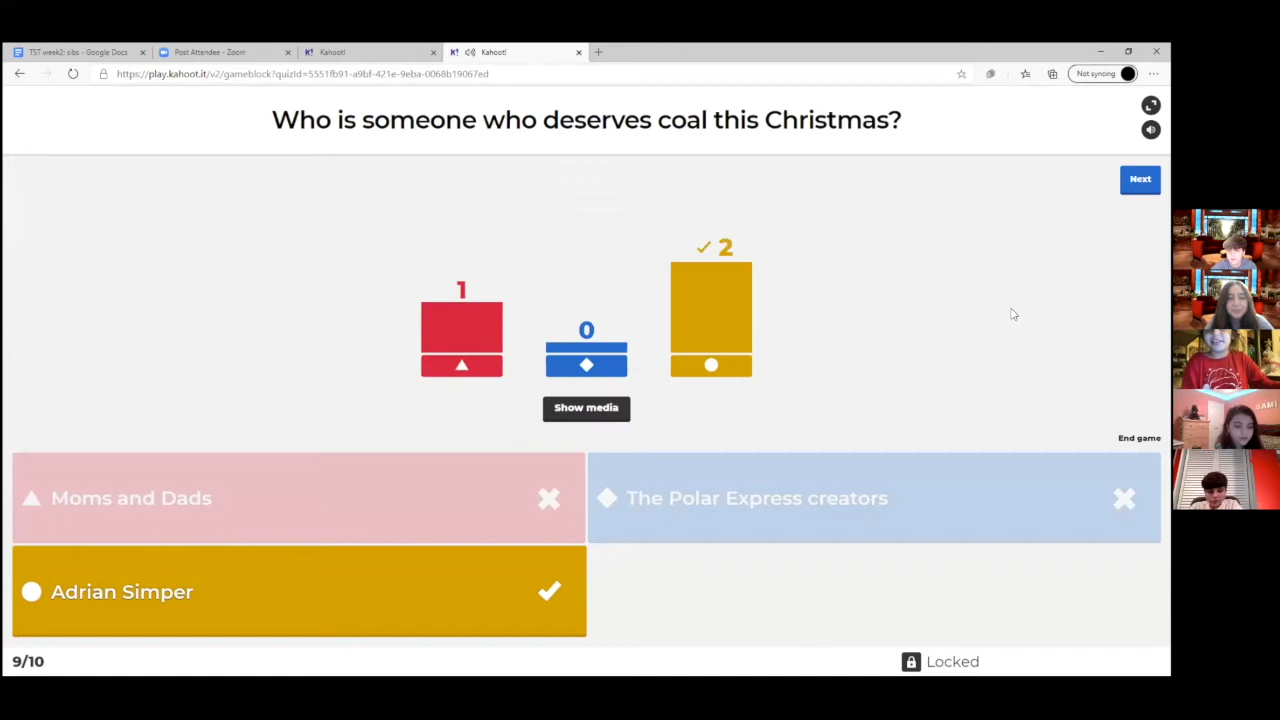 TST week2: sibs - Google Docs
Post Attendee - Zoom
Kahoot!
Kahoot!
https://play.kahoot.it/v2/gameblock?quizId=5551fb91-a9bf-421e-9eba-0068b19067ed
Not syncing
Who is someone who deserves coal this Christmas?
Next
1
0
2
Show media
End game
Moms and Dads
The Polar Express creators
Adrian Simper
9/10
Locked
SAMI